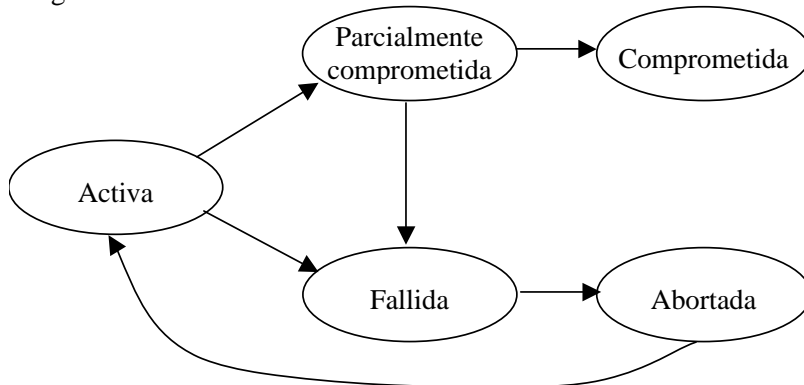 Parcialmente
comprometida
Comprometida
Activa
Fallida
Abortada